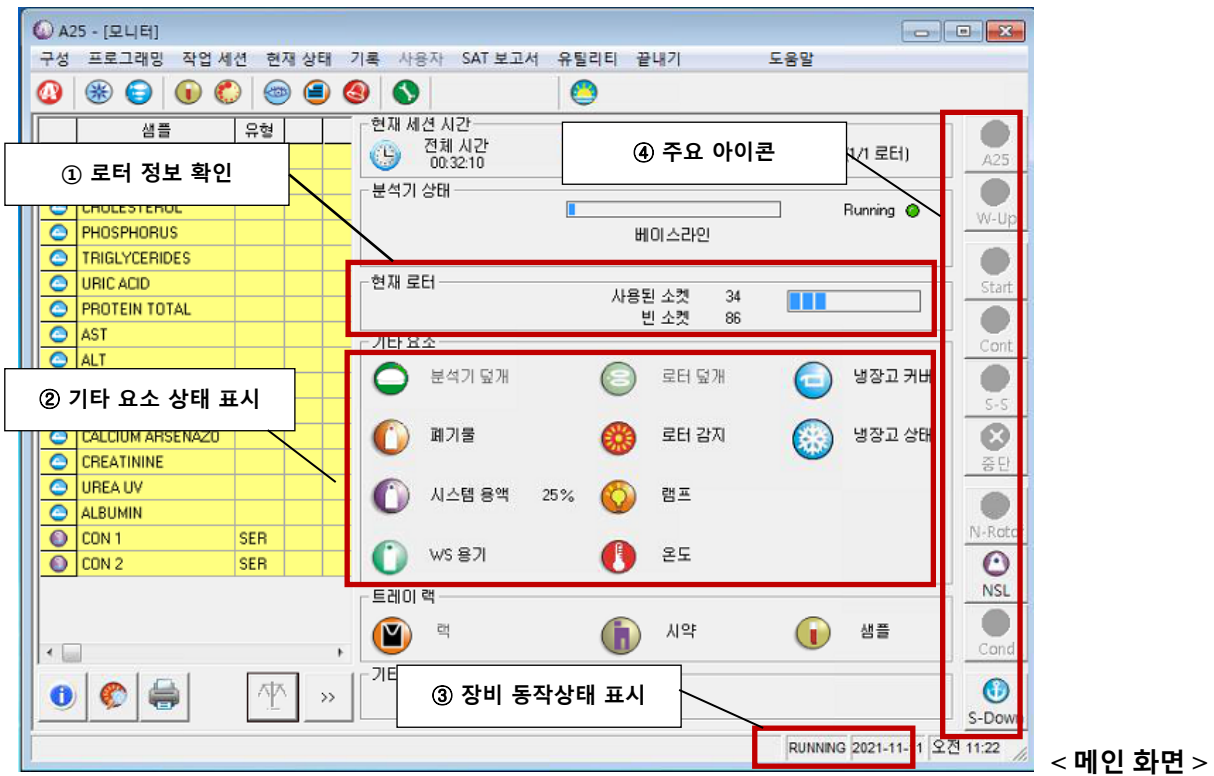 A25 - [모니터]
구성 프로그래밍 작업 세션 현재 상태 기록 사용자 SAT 보고서 유틸리티 끝내기 도움말
샘플 유형
현재 세션 시간
전체 시간
00:32:10
④ 주요 아이콘
(1/1 로터)
A25
① 로터 정보 확인
분석기 상태
W-Up
CHOLESTEROL
Running
PHOSPHORUS
베이스라인
TRIGLYCERIDES
URIC ACID
현재 로터
Start
사용된 소켓 34
PROTEIN TOTAL
빈 소켓 86
AST
기타 요소
Cont
ALT
분석기 덮개 로터 덮개 냉장고 커버
② 기타 요소 상태 표시
S-S
CALCIUM ARSENAZO
폐기물 로터 감지 냉장고 상태
CREATININE
중단
UREA UV
시스템 용액 25% 램프
ALBUMIN
CON 1 SER
N-Roto
CON 2 SER
WS 용기 온도
NSL
트레이 랙
랙 시약 샘플
Cond
기타
③ 장비 동작상태 표시
S-Down
RUNNING 2021-11- 1 오전 11:22
< 메인 화면 >